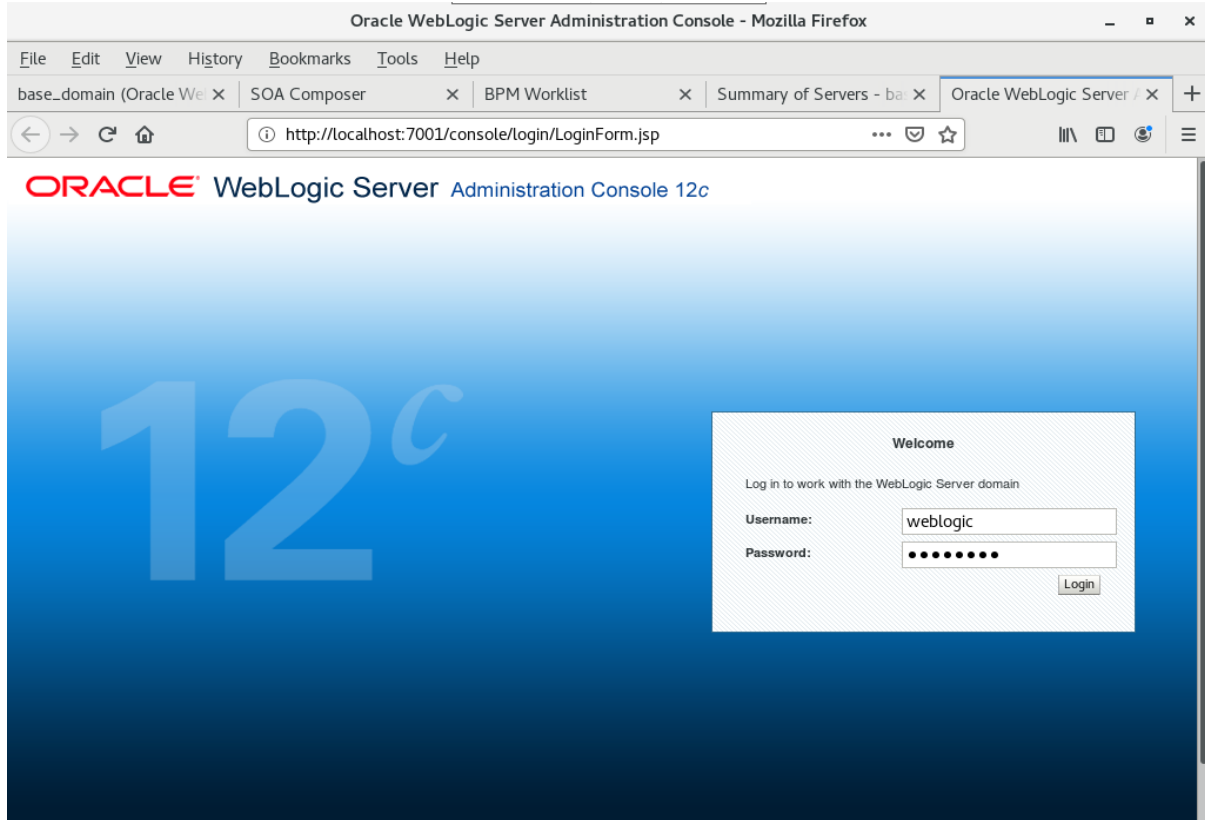 Oracle WebLogic Server Administration Console - Mozilla Firefox
File Edit View History Bookmarks Tools Help
base_domain (Oracle We SOA Composer BPM Worklist Summary of Servers - ba Oracle WebLogic Server
http://localhost:7001/console/login/LoginForm.jsp
ORACLE WebLogic Server Administration Console 12c
12c
Welcome
Log in to work with the WebLogic Server domain
Username: weblogic
Password: ●●●●●●●●
Login